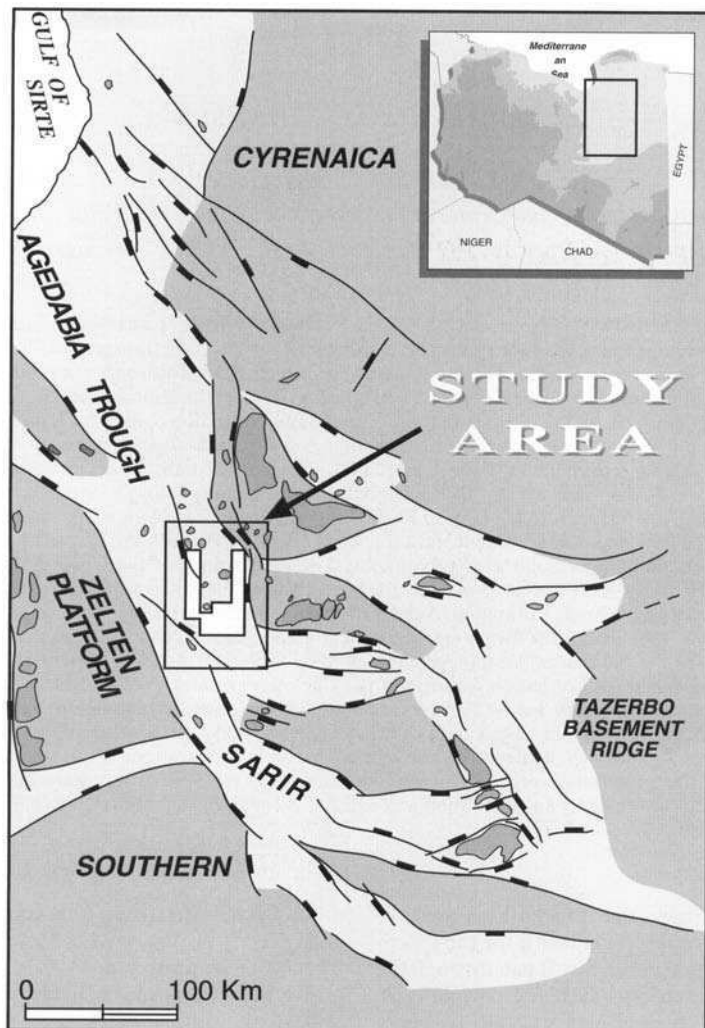 GULF OF
SIRTE
CYRENAICA
Mediterrane
an
Sea
EGYPT
NIGER
CHAD
AGEDABIA TROUGH
STUDY
AREA
ZELTEN
PLATFORM
TAZERBO
BASEMENT
RIDGE
SARIR
SOUTHERN
0
100 Km